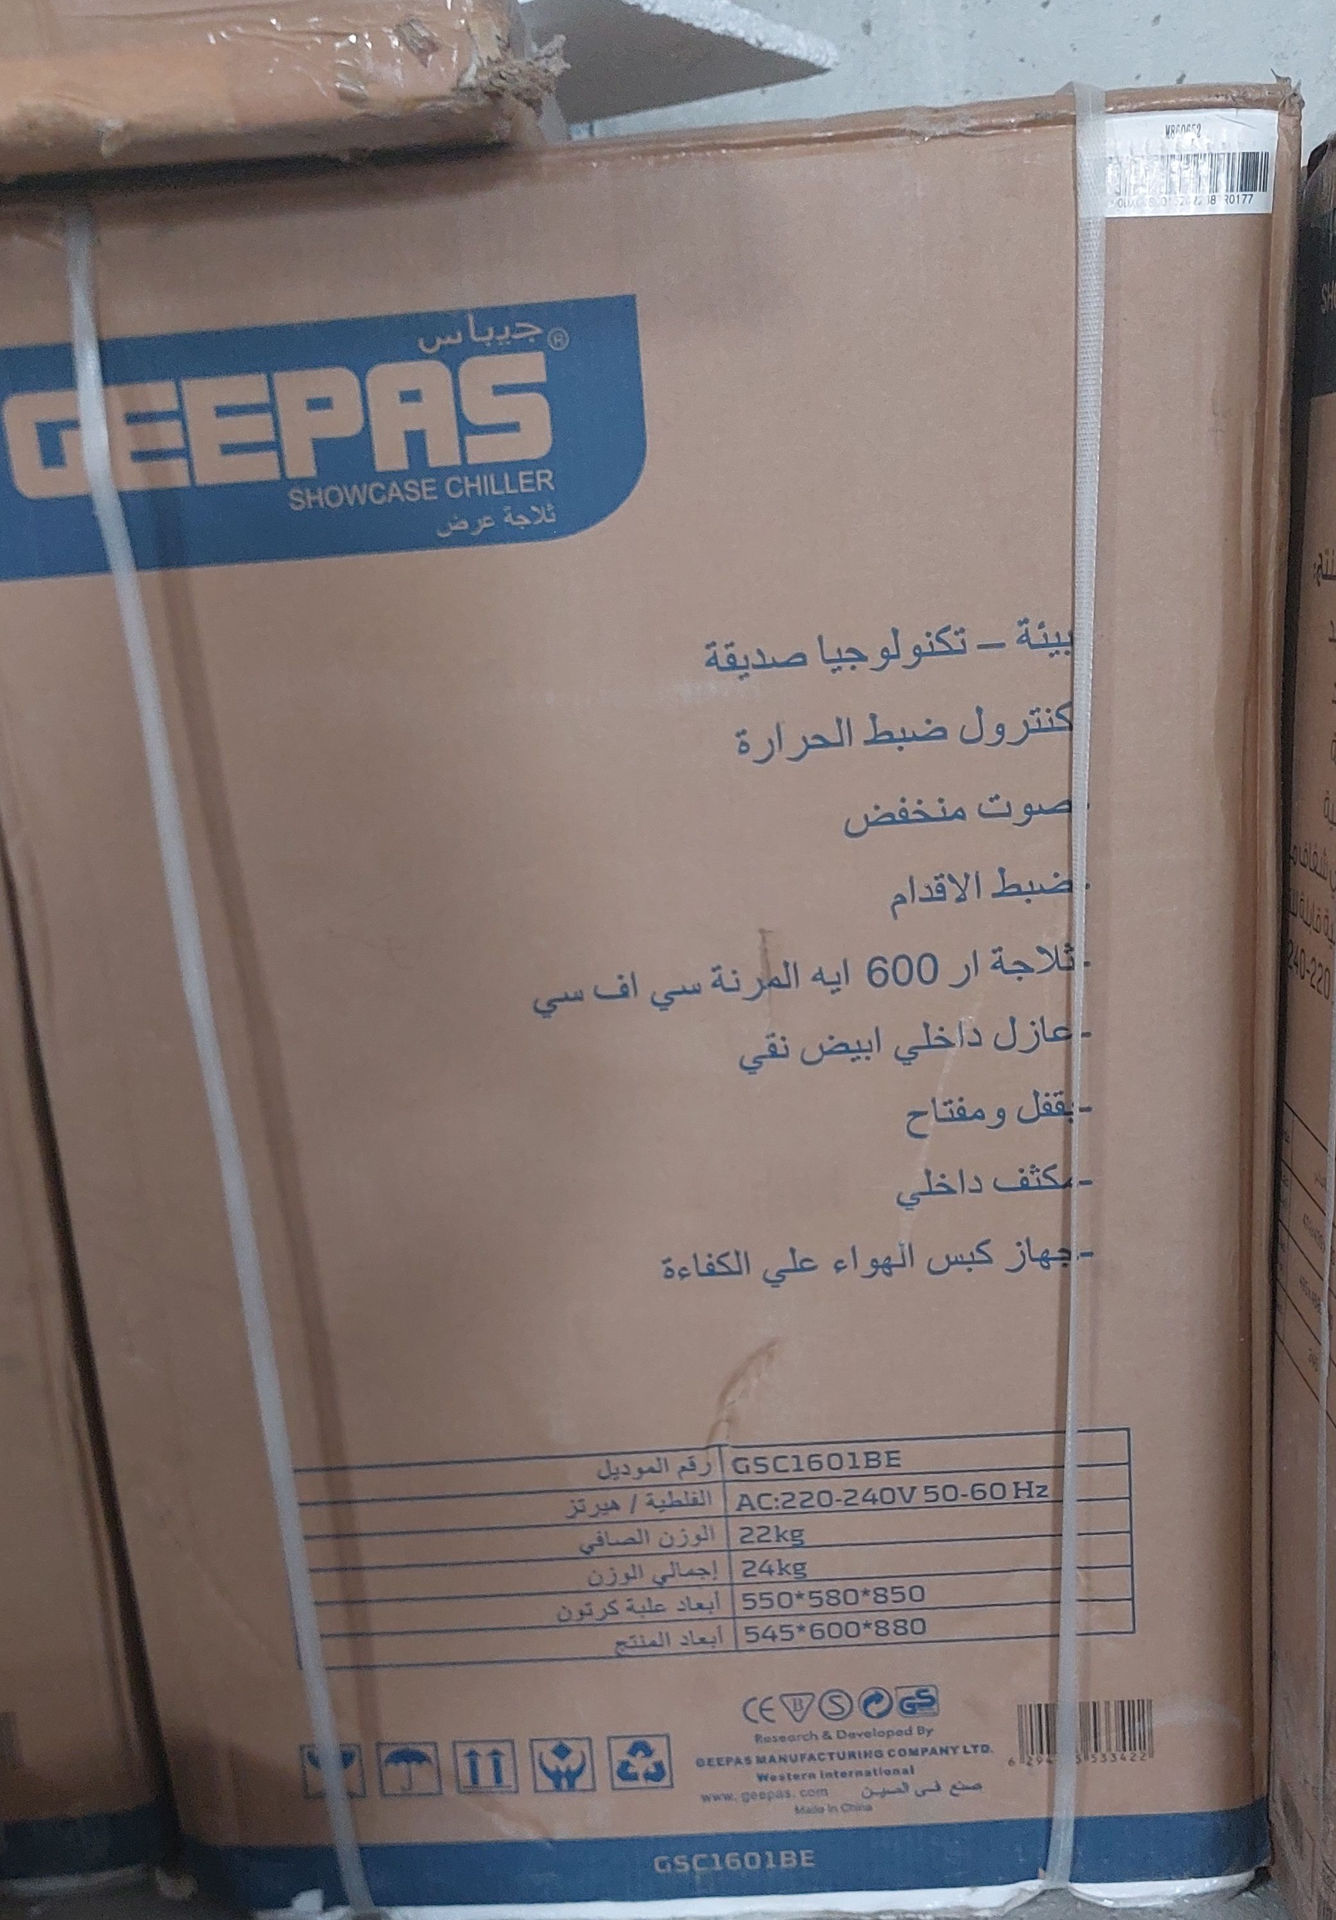 جيباس®
GEEPAS
SHOWCASE CHILLER
ثلاجة عرض
بيئة – تكنولوجيا صديقة
كنترول ضبط الحرارة
صوت منخفض
ضبط الاقدام
-ثلاجة ار 600 ايه المرنة سي اف سي
-عازل داخلي ابيض نقي
-بقفل ومفتاح
-مكثف داخلي
-جهاز كبس الهواء علي الكفاءة
رقم الموديل GSC1601BE
الفلطية / هيرتز AC:220-240V 50-60 Hz
الوزن الصافي 22kg
إجمالي الوزن 24kg
أبعاد علبة كرتون 550*580*850
أبعاد المنتج 545*600*880
CE B S GS
Research & Developed By
GEEPAS MANUFACTURING COMPANY LTD.
Western International
www.geepas.com صنع في الصين
Made in China
GSC1601BE